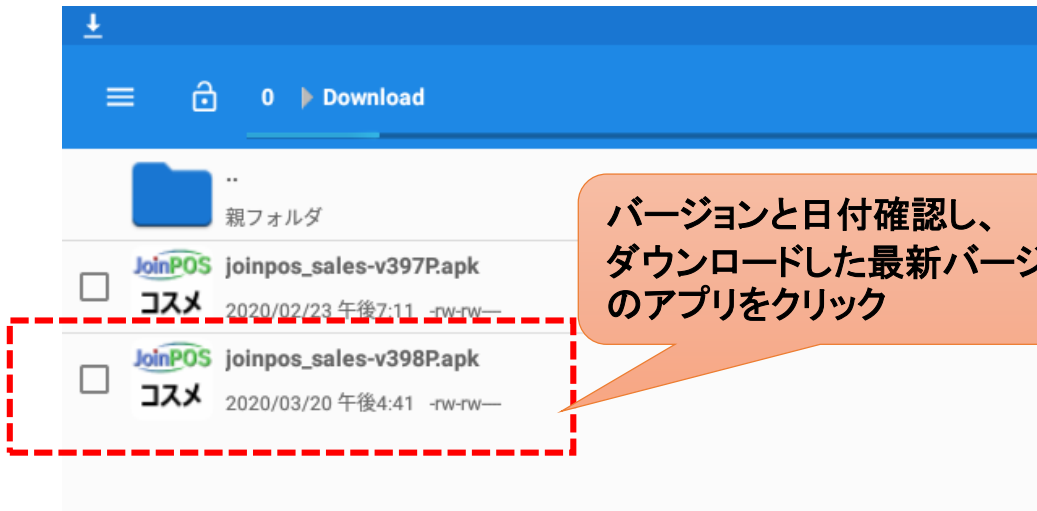 0 Download
..
親フォルダ
JoinPOS
コスメ
joinpos_sales-v397P.apk
2020/02/23 午後7:11 -rw-rw—
JoinPOS
コスメ
joinpos_sales-v398P.apk
2020/03/20 午後4:41 -rw-rw—
バージョンと日付確認し、
ダウンロードした最新バージ
のアプリをクリック